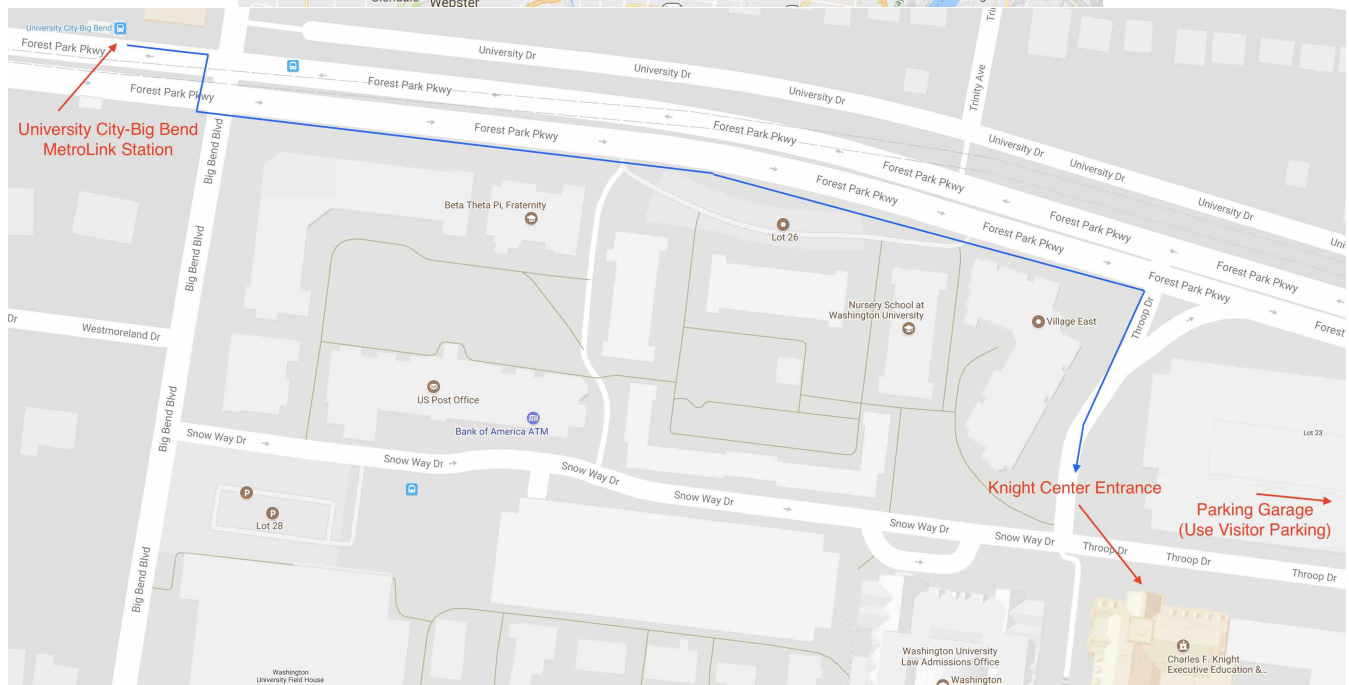 Glendale
Webster
University City-Big Bend
Forest Park Pkwy
University Dr
University Dr
Trinity Ave
Forest Park Pkwy
University Dr
Forest Park Pkwy
Forest Park Pkwy
University Dr
University Dr
University City-Big Bend
MetroLink Station
Big Bend Blvd
Forest Park Pkwy
Forest Park Pkwy
Forest Park Pkwy
University Dr
Beta Theta Pi, Fraternity
Forest Park Pkwy
Forest Park Pkwy
Lot 26
Forest Park Pkwy
Forest Park Pkwy
Big Bend Blvd
Forest Park Pkwy
Forest
Nursery School at
Washington University
Village East
Throop Dr
Dr
Westmoreland Dr
US Post Office
Bank of America ATM
Big Bend Blvd
Snow Way Dr
Snow Way Dr
Snow Way Dr
Snow Way Dr
Lot 23
Knight Center Entrance
Parking Garage
(Use Visitor Parking)
P
P
Lot 28
Snow Way Dr
Snow Way Dr
Throop Dr
Throop Dr
Throop Dr
Big Bend Blvd
Washington
University Field House
Washington University
Law Admissions Office
Washington
Charles F. Knight
Executive Education &...